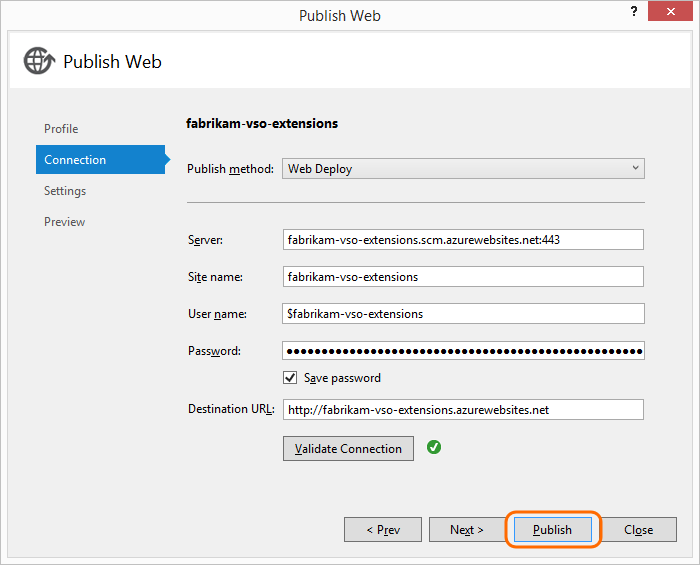 Publish Web
?
Publish Web
Profile
Connection
Settings
Preview
fabrikam-vso-extensions
Publish method: Web Deploy
Server: fabrikam-vso-extensions.scm.azurewebsites.net:443
Site name: fabrikam-vso-extensions
User name: $fabrikam-vso-extensions
Password: ●●●●●●●●●●●●●●●●●●●●●●●●●●●●●●●●●●●●●●●●●●●●●●●●●●●
Save password
Destination URL: http://fabrikam-vso-extensions.azurewebsites.net
Validate Connection
< Prev Next > Publish Close